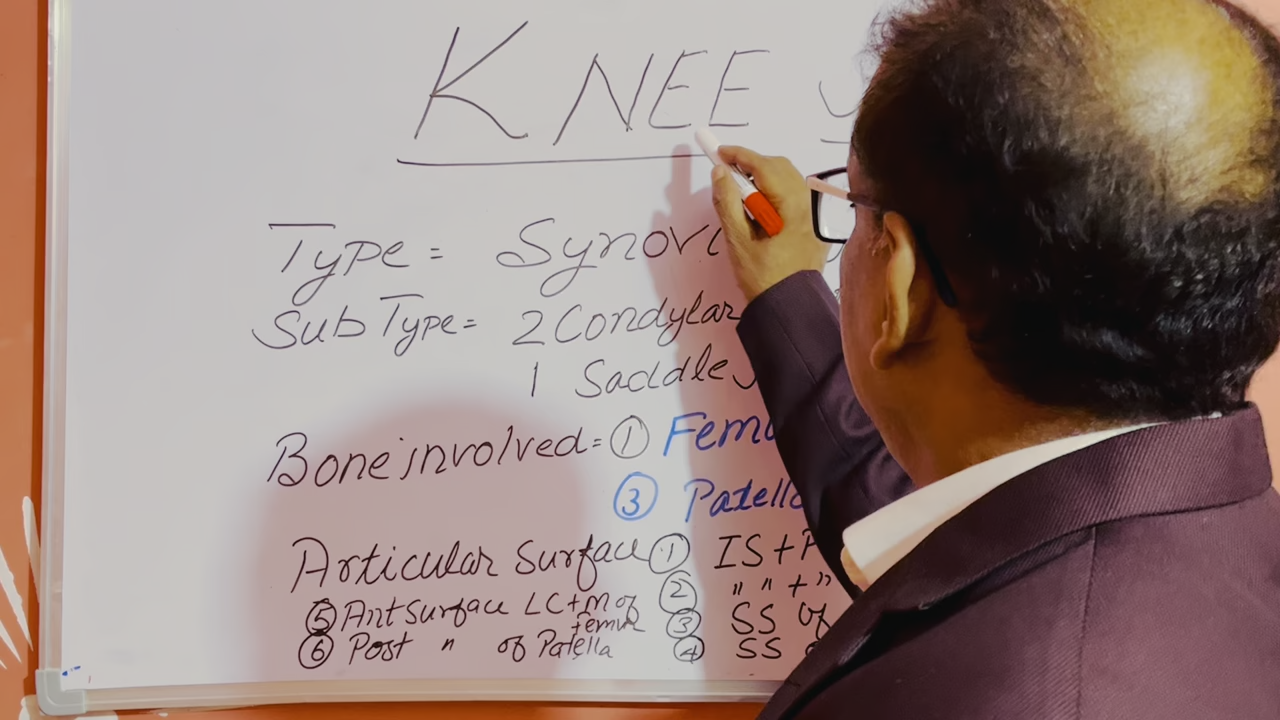 KNEE
Type = Synovi
Sub Type = 2 Condylar
1 Saddle
Bone involved = ① Femu
③ Patella
Articular surface ① IS +
② " " + "
⑤ Ant surface LC + M of femur ③ SS of
⑥ Post " of Patella ④ SS